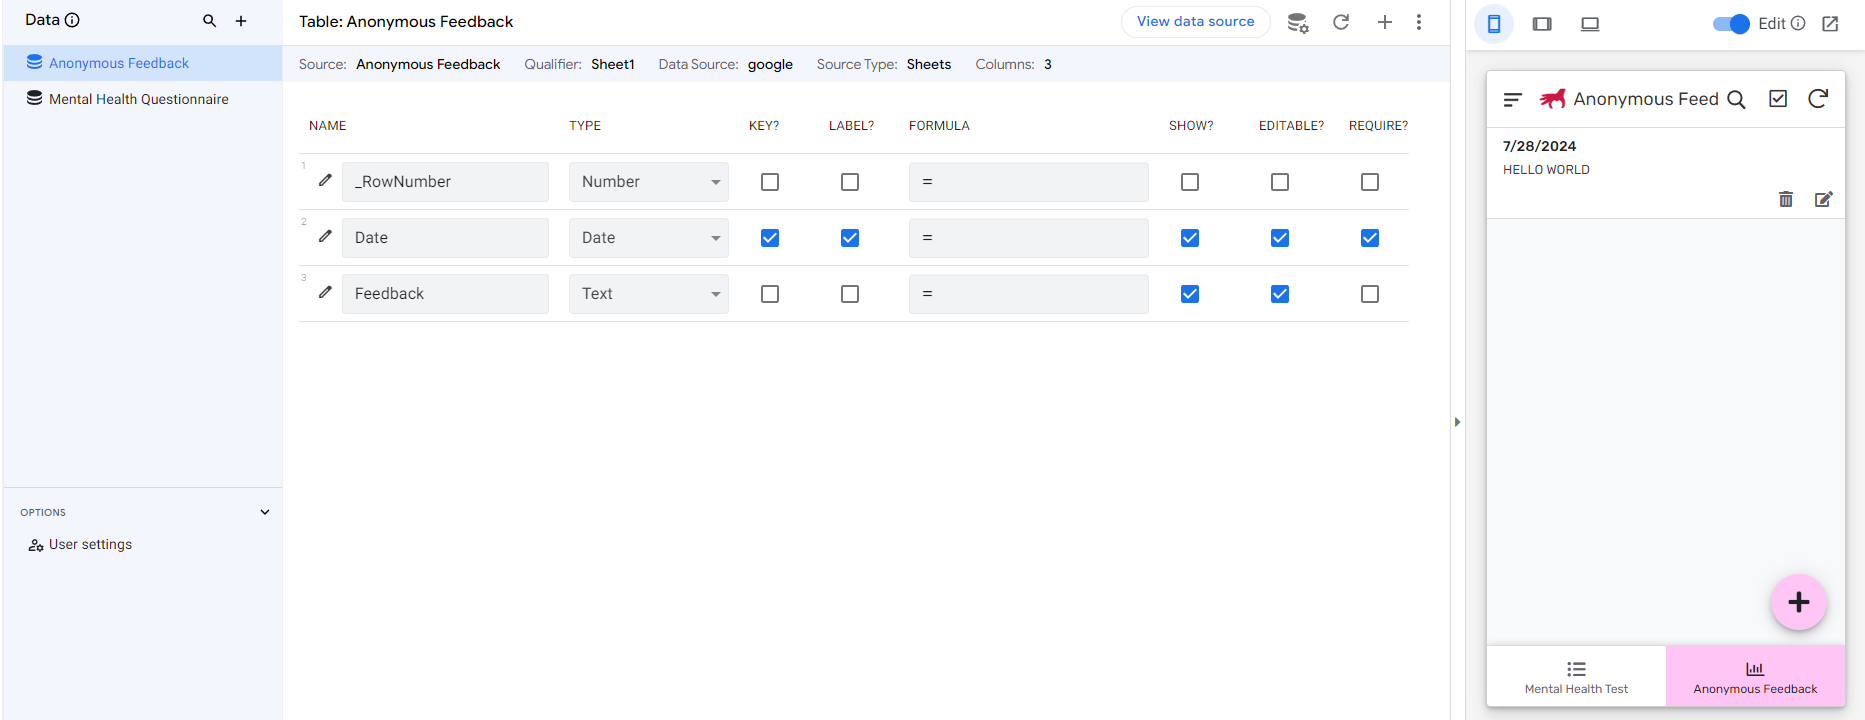 Data
Table: Anonymous Feedback
View data source
Edit
Anonymous Feedback
Mental Health Questionnaire
Source: Anonymous Feedback Qualifier: Sheet1 Data Source: google Source Type: Sheets Columns: 3
NAME TYPE KEY? LABEL? FORMULA SHOW? EDITABLE? REQUIRE?
1 _RowNumber Number =
2 Date Date =
3 Feedback Text =
OPTIONS
User settings
Anonymous Feed
7/28/2024
HELLO WORLD
Mental Health Test
Anonymous Feedback